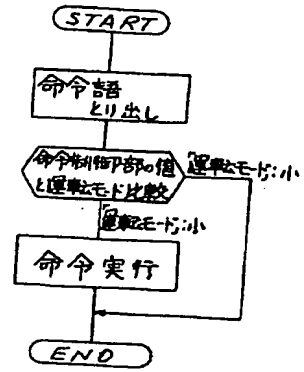 START
命令語
とり出し
命令制御部の値
と運転モード比較
「運転モード」:小
「運転モード」:小
命令実行
END